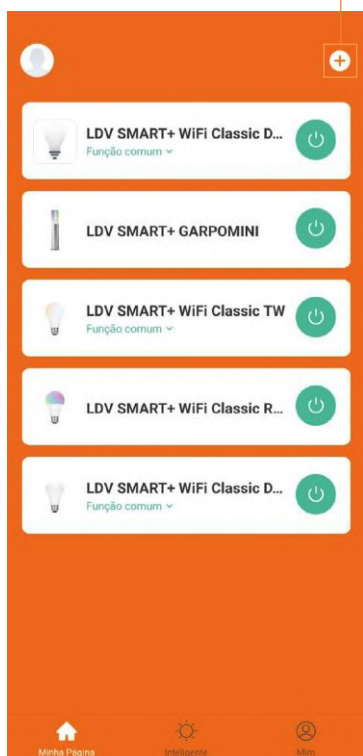 LDV SMART+ WiFi Classic D...
Função comum
LDV SMART+ GARPOMINI
LDV SMART+ WiFi Classic TW
Função comum
LDV SMART+ WiFi Classic R...
LDV SMART+ WiFi Classic D...
Função comum
Minha Página
Inteligente
Mim